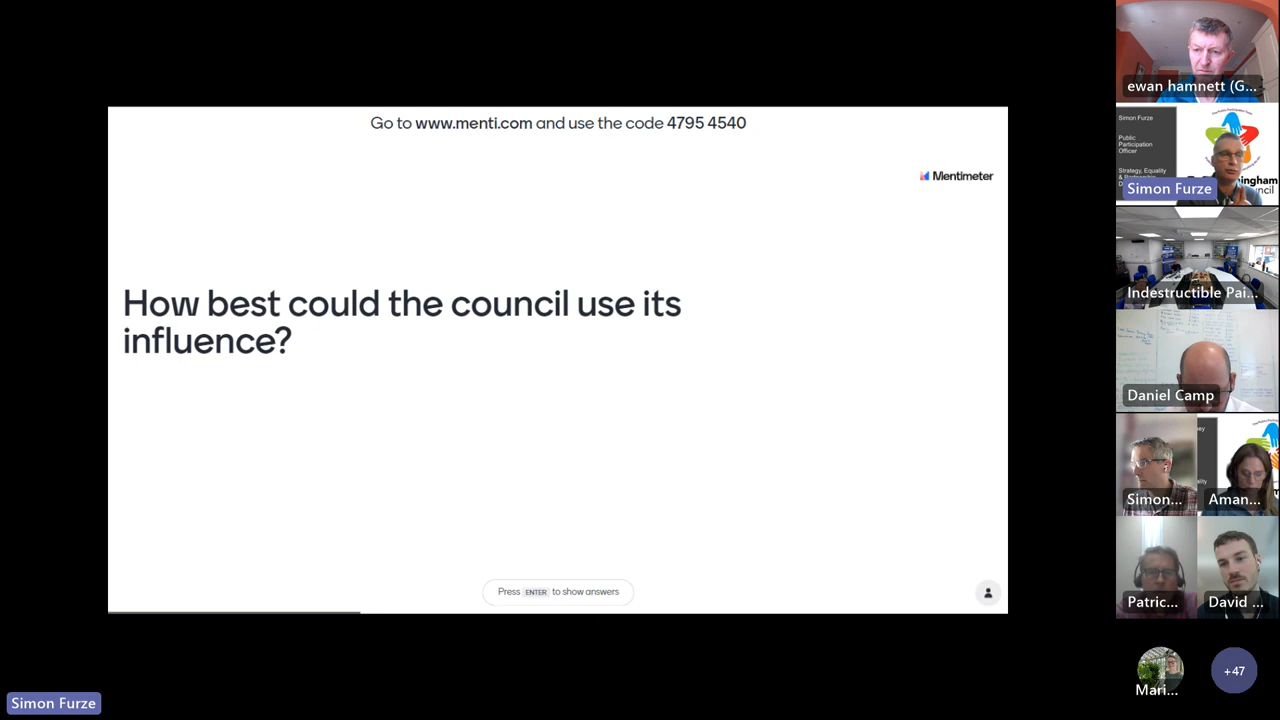 Go to www.menti.com and use the code 4795 4540
Mentimeter
How best could the council use its
influence?
Press ENTER to show answers
Simon Furze
ewan hamnett (G...
Simon Furze
Public
Participation
Officer
Strategy, Equality
Simon Furze
Indestructible Pai...
Daniel Camp
Simon...
Aman...
Patric...
David ...
Mari...
+47